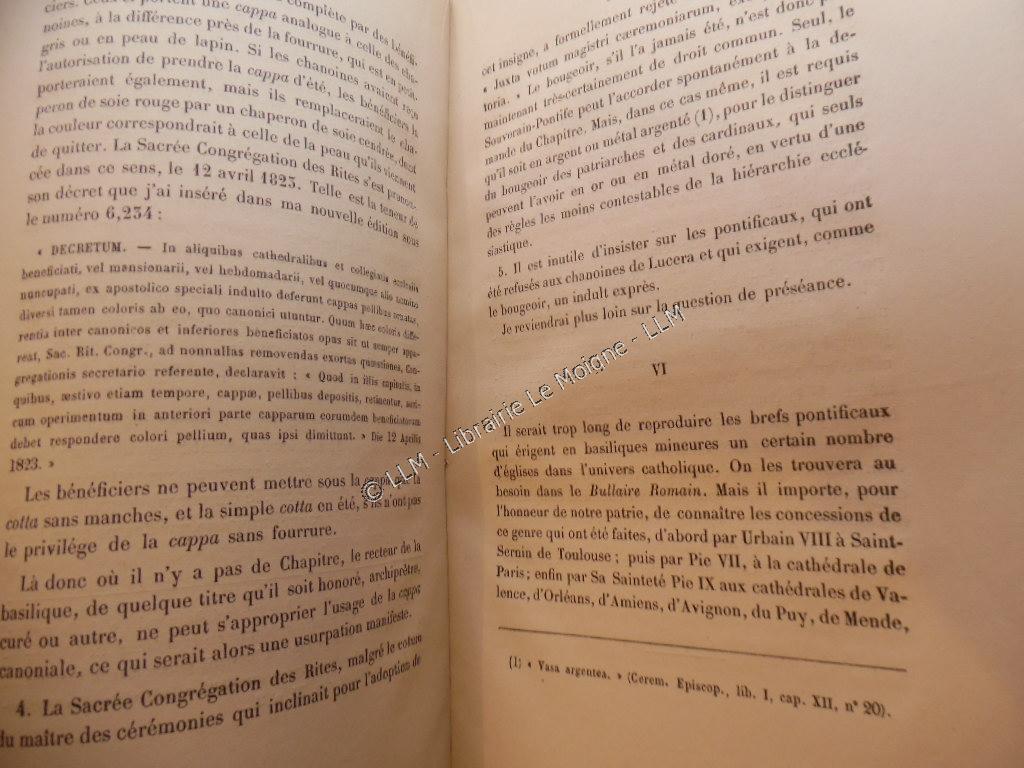 complète par des bénéfi-
ciers. Ceux-ci portent une cappa analogue à celle des cha-
noines, à la différence près de la fourrure, qui est en petit-
gris ou en peau de lapin. Si les chanoines avaient reçu
l'autorisation de prendre la cappa d'été, les bénéficiers la
porteraient également, mais ils remplaceraient le cha-
peron de soie rouge par un chaperon de soie cendrée, dont
la couleur correspondrait à celle de la peau qu'ils viennent
de quitter. La Sacrée Congrégation des Rites s'est pronon-
cée dans ce sens, le 12 avril 1823. Telle est la teneur de
son décret que j'ai inséré dans ma nouvelle édition sous
le numéro 6,234 :
« DECRETUM. — In aliquibus cathedralibus et collegiatis ecclesiis
beneficiati, vel mansionarii, vel hebdomadarii, vel quocumque alio nomine
nuncupati, ex apostolico speciali indulto deferunt cappas pellibus ornatas,
diversi tamen coloris ab eo, quo canonici utuntur. Quum hæc coloris diffe-
rentia inter canonicos et inferiores beneficiatos opus sit ut semper appa-
reat, Sac. Rit. Congr., ad nonnullas removendas exortas quæstiones, Con-
gregationis secretario referente, declaravit : « Quod in illis capitulis, in
quibus, æstivo etiam tempore, cappæ, pellibus depositis, retinentur, seri-
cum operimentum in anteriori parte capparum eorumdem beneficiatorum
debet respondere colori pellium, quas ipsi dimittunt. » Die 12 Aprilis
1823. »
Les bénéficiers ne peuvent mettre sous la cappa que la
cotta sans manches, et la simple cotta en été, s'ils n'ont pas
le privilége de la cappa sans fourrure.
Là donc où il n'y a pas de Chapitre, le recteur de la
basilique, de quelque titre qu'il soit honoré, archiprêtre,
curé ou autre, ne peut s'approprier l'usage de la cappa
canoniale, ce qui serait alors une usurpation manifeste.
4. La Sacrée Congrégation des Rites, malgré le votum
du maître des cérémonies qui inclinait pour l'adoption de
cet insigne, a formellement rejeté
« Juxta votum magistri cæremoniarum,
toria. » Le bougeoir, s'il l'a jamais été, n'est donc
maintenant très-certainement de droit commun. Seul, le
Souverain-Pontife peut l'accorder spontanément à la de-
mande du Chapitre. Mais, dans ce cas même, il est requis
qu'il soit en argent ou métal argenté (1), pour le distinguer
du bougeoir des patriarches et des cardinaux, qui seuls
peuvent l'avoir en or ou en métal doré, en vertu d'une
des règles les moins contestables de la hiérarchie ecclé-
siastique.
5. Il est inutile d'insister sur les pontificaux, qui ont
été refusés aux chanoines de Lucera et qui exigent, comme
le bougeoir, un indult exprès.
Je reviendrai plus loin sur la question de préséance.
VI
Il serait trop long de reproduire les brefs pontificaux
qui érigent en basiliques mineures un certain nombre
d'églises dans l'univers catholique. On les trouvera au
besoin dans le Bullaire Romain. Mais il importe, pour
l'honneur de notre patrie, de connaître les concessions de
ce genre qui ont été faites, d'abord par Urbain VIII à Saint-
Sernin de Toulouse ; puis par Pie VII, à la cathédrale de
Paris ; enfin par Sa Sainteté Pie IX aux cathédrales de Va-
lence, d'Orléans, d'Amiens, d'Avignon, du Puy, de Mende,
(1) « Vasa argentea. » (Cerem. Episcop., lib. I, cap. XII, n° 20).
© LLM - Librairie Le Moigne - LLM